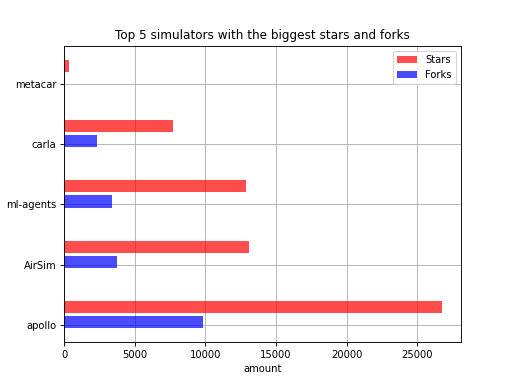 Top 5 simulators with the biggest stars and forks
Stars
Forks
metacar
carla
ml-agents
AirSim
apollo
0 5000 10000 15000 20000 25000
amount